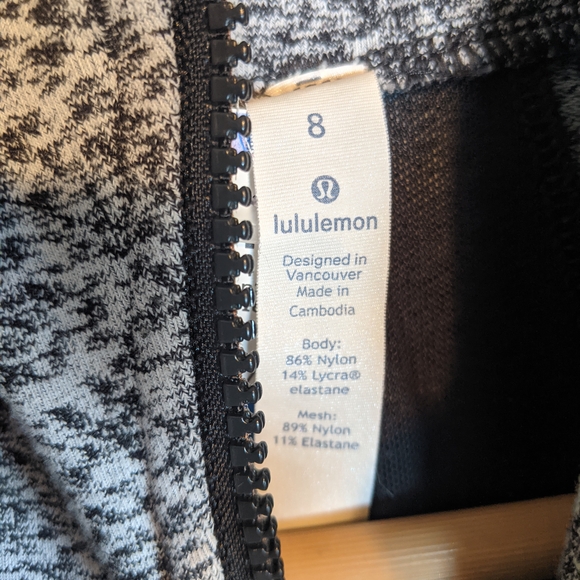 8
lululemon
Designed in
Vancouver
Made in
Cambodia
Body:
86% Nylon
14% Lycra®
elastane
Mesh:
89% Nylon
11% Elastane